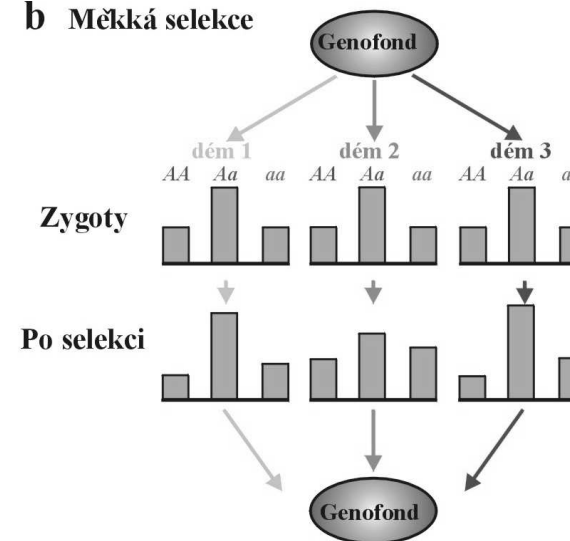 b Měkká selekce
Genofond
dém 1 dém 2 dém 3
AA Aa aa AA Aa aa AA Aa
Zygoty
Po selekci
Genofond